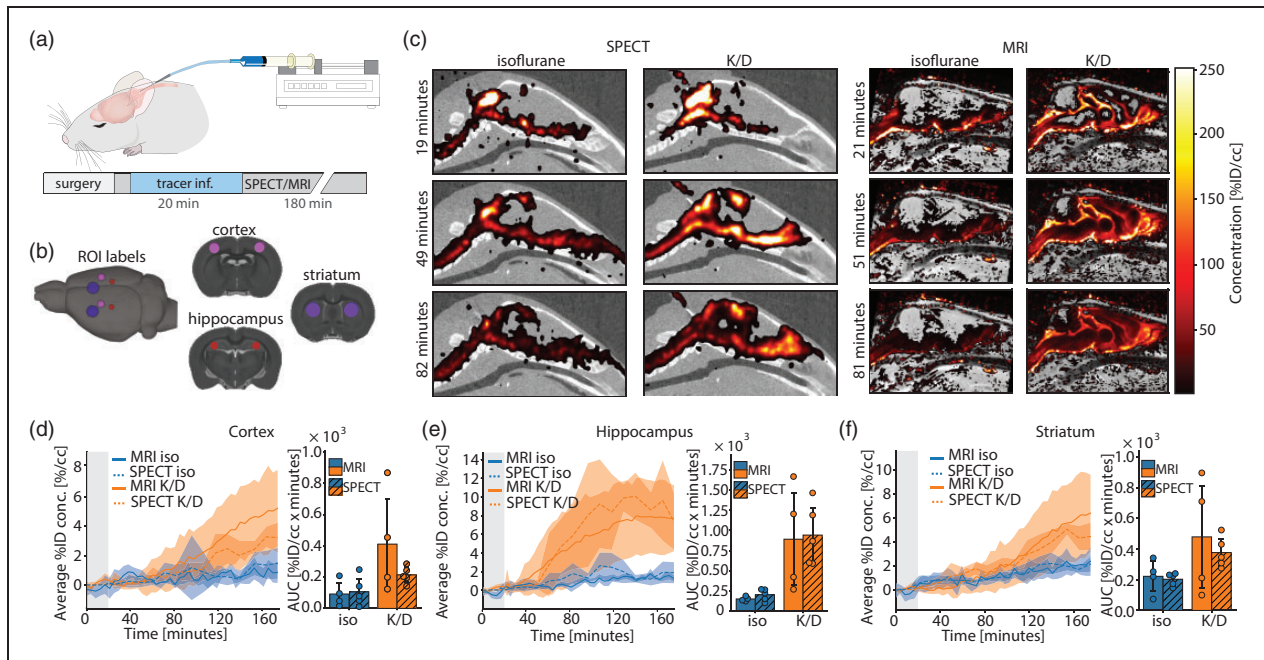 (a)
surgery
tracer inf.
SPECT/MRI
20 min
180 min
(b)
ROI labels
cortex
striatum
hippocampus
(c)
SPECT
MRI
isoflurane
K/D
isoflurane
K/D
19 minutes
49 minutes
82 minutes
21 minutes
51 minutes
81 minutes
250
200
150
100
50
Concentration [%ID/cc]
(d)
Cortex
Average %ID conc. [%/cc]
8
6
4
2
0
MRI iso
SPECT iso
MRI K/D
SPECT K/D
0
40
80
120
160
Time [minutes]
× 10³
AUC [%ID/cc x minutes]
1.0
0.8
0.6
0.4
0.2
0.0
MRI
SPECT
iso
K/D
(e)
Hippocampus
Average %ID conc. [%/cc]
14
12
10
8
6
4
2
0
MRI iso
SPECT iso
MRI K/D
SPECT K/D
0
40
80
120
160
Time [minutes]
× 10³
AUC [%ID/cc x minutes]
1.75
1.5
1.25
1.0
0.75
0.5
0.25
0
MRI
SPECT
iso
K/D
(f)
Striatum
Average %ID conc. [%/cc]
10
8
6
4
2
0
MRI iso
SPECT iso
MRI K/D
SPECT K/D
0
40
80
120
160
Time [minutes]
× 10³
AUC [%ID/cc x minutes]
1.0
0.8
0.6
0.4
0.2
0.0
MRI
SPECT
iso
K/D